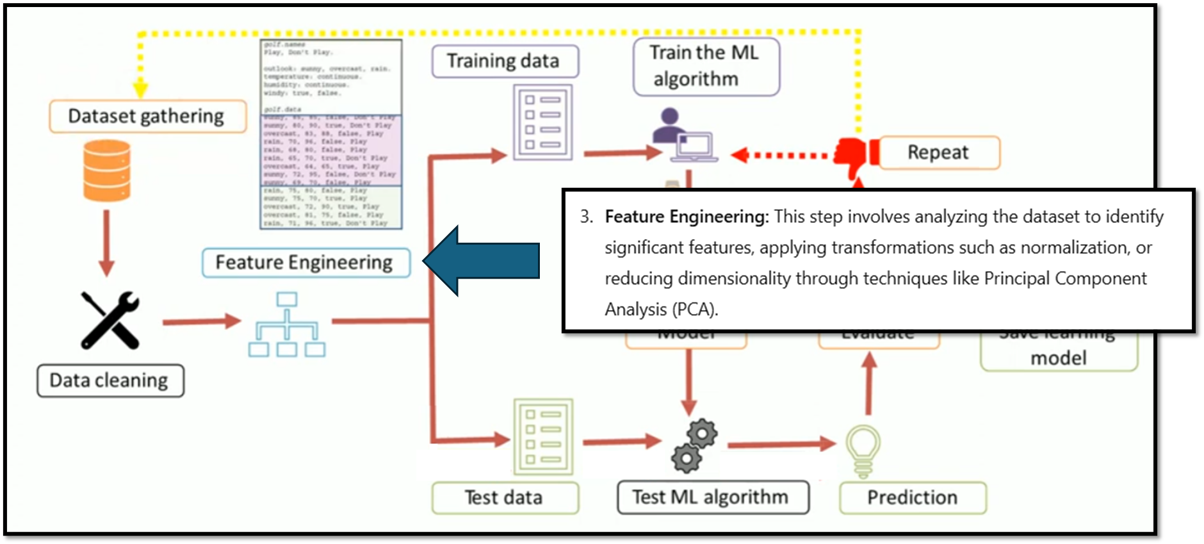 golf.names
Play, Don't Play.
outlook: sunny, overcast, rain.
temperature: continuous.
humidity: continuous.
windy: true, false.
golf.data
sunny, 85, 85, false, Don't Play
sunny, 80, 90, true, Don't Play
overcast, 83, 88, false, Play
rain, 70, 96, false, Play
rain, 68, 80, false, Play
rain, 65, 70, true, Don't Play
overcast, 64, 65, true, Play
sunny, 72, 95, false, Don't Play
sunny, 69, 70, false, Play
rain, 75, 80, false, Play
sunny, 75, 70, true, Play
overcast, 72, 90, true, Play
overcast, 81, 75, false, Play
rain, 71, 96, true, Don't Play
Dataset gathering
Training data
Train the ML
algorithm
Repeat
Feature Engineering
3. Feature Engineering: This step involves analyzing the dataset to identify
significant features, applying transformations such as normalization, or
reducing dimensionality through techniques like Principal Component
Analysis (PCA).
Data cleaning
Model
Evaluate
Save learning
model
Test data
Test ML algorithm
Prediction